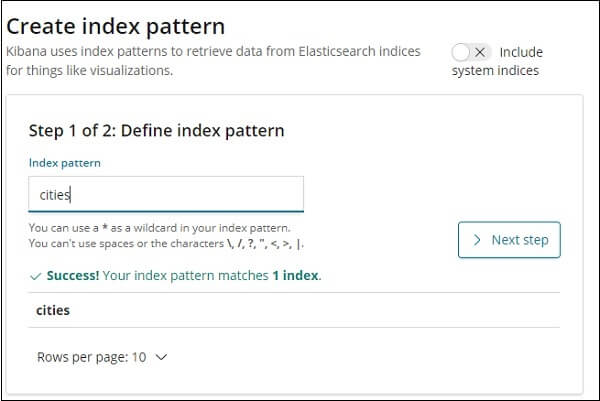 Create index pattern
Kibana uses index patterns to retrieve data from Elasticsearch indices
for things like visualizations.
Include
system indices
Step 1 of 2: Define index pattern
Index pattern
cities
You can use a * as a wildcard in your index pattern.
You can't use spaces or the characters \, /, ?, ", <, >, |.
Next step
Success! Your index pattern matches 1 index.
cities
Rows per page: 10